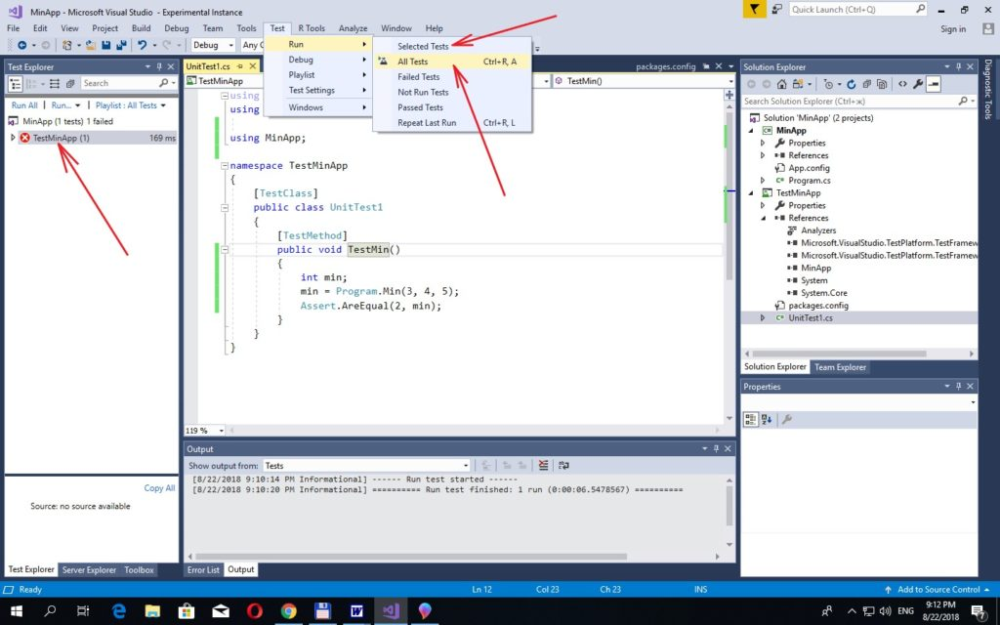 MinApp - Microsoft Visual Studio - Experimental Instance
Quick Launch (Ctrl+Q)
File Edit View Project Build Debug Team Tools Test R Tools Analyze Window Help
Sign in
Debug Any C
Run
Debug
Playlist
Test Settings
Windows
Selected Tests
All Tests Ctrl+R, A
Failed Tests
Not Run Tests
Passed Tests
Repeat Last Run Ctrl+R, L
Test Explorer
Search
Run All | Run... | Playlist : All Tests
MinApp (1 tests) 1 failed
TestMinApp (1) 169 ms
Copy All
Source: no source available
Test Explorer Server Explorer Toolbox
UnitTest1.cs
packages.config
TestMinApp
TestMin()
using
using
using MinApp;
namespace TestMinApp
{
[TestClass]
public class UnitTest1
{
[TestMethod]
public void TestMin()
{
int min;
min = Program.Min(3, 4, 5);
Assert.AreEqual(2, min);
}
}
}
119 %
Output
Show output from: Tests
[8/22/2018 9:10:14 PM Informational] ------ Run test started ------
[8/22/2018 9:10:20 PM Informational] ========== Run test finished: 1 run (0:00:06.5478567) ==========
Error List Output
Solution Explorer
Search Solution Explorer (Ctrl+ж)
Solution 'MinApp' (2 projects)
MinApp
Properties
References
App.config
Program.cs
TestMinApp
Properties
References
Analyzers
Microsoft.VisualStudio.TestPlatform.TestFramew
Microsoft.VisualStudio.TestPlatform.TestFramew
MinApp
System
System.Core
packages.config
UnitTest1.cs
Solution Explorer Team Explorer
Properties
Diagnostic Tools
Ready Ln 12 Col 23 Ch 23 INS Add to Source Control
ENG
9:12 PM
8/22/2018
7